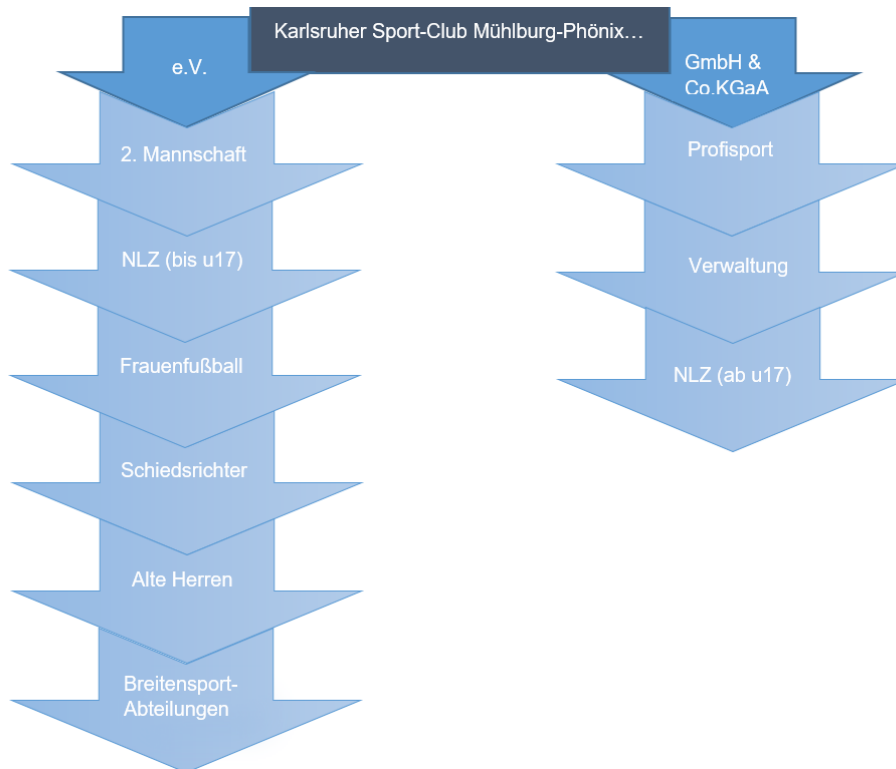 Karlsruher Sport-Club Mühlburg-Phönix…
e.V.
2. Mannschaft
NLZ (bis u17)
Frauenfußball
Schiedsrichter
Alte Herren
Breitensport-
Abteilungen
GmbH &
Co.KGaA
Profisport
Verwaltung
NLZ (ab u17)